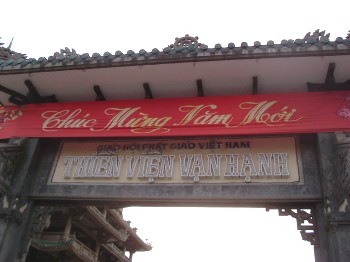 Chúc Mừng Năm Mới
GIÁO HỘI PHẬT GIÁO VIỆT NAM
THIỀN VIỆN VẠN HẠNH